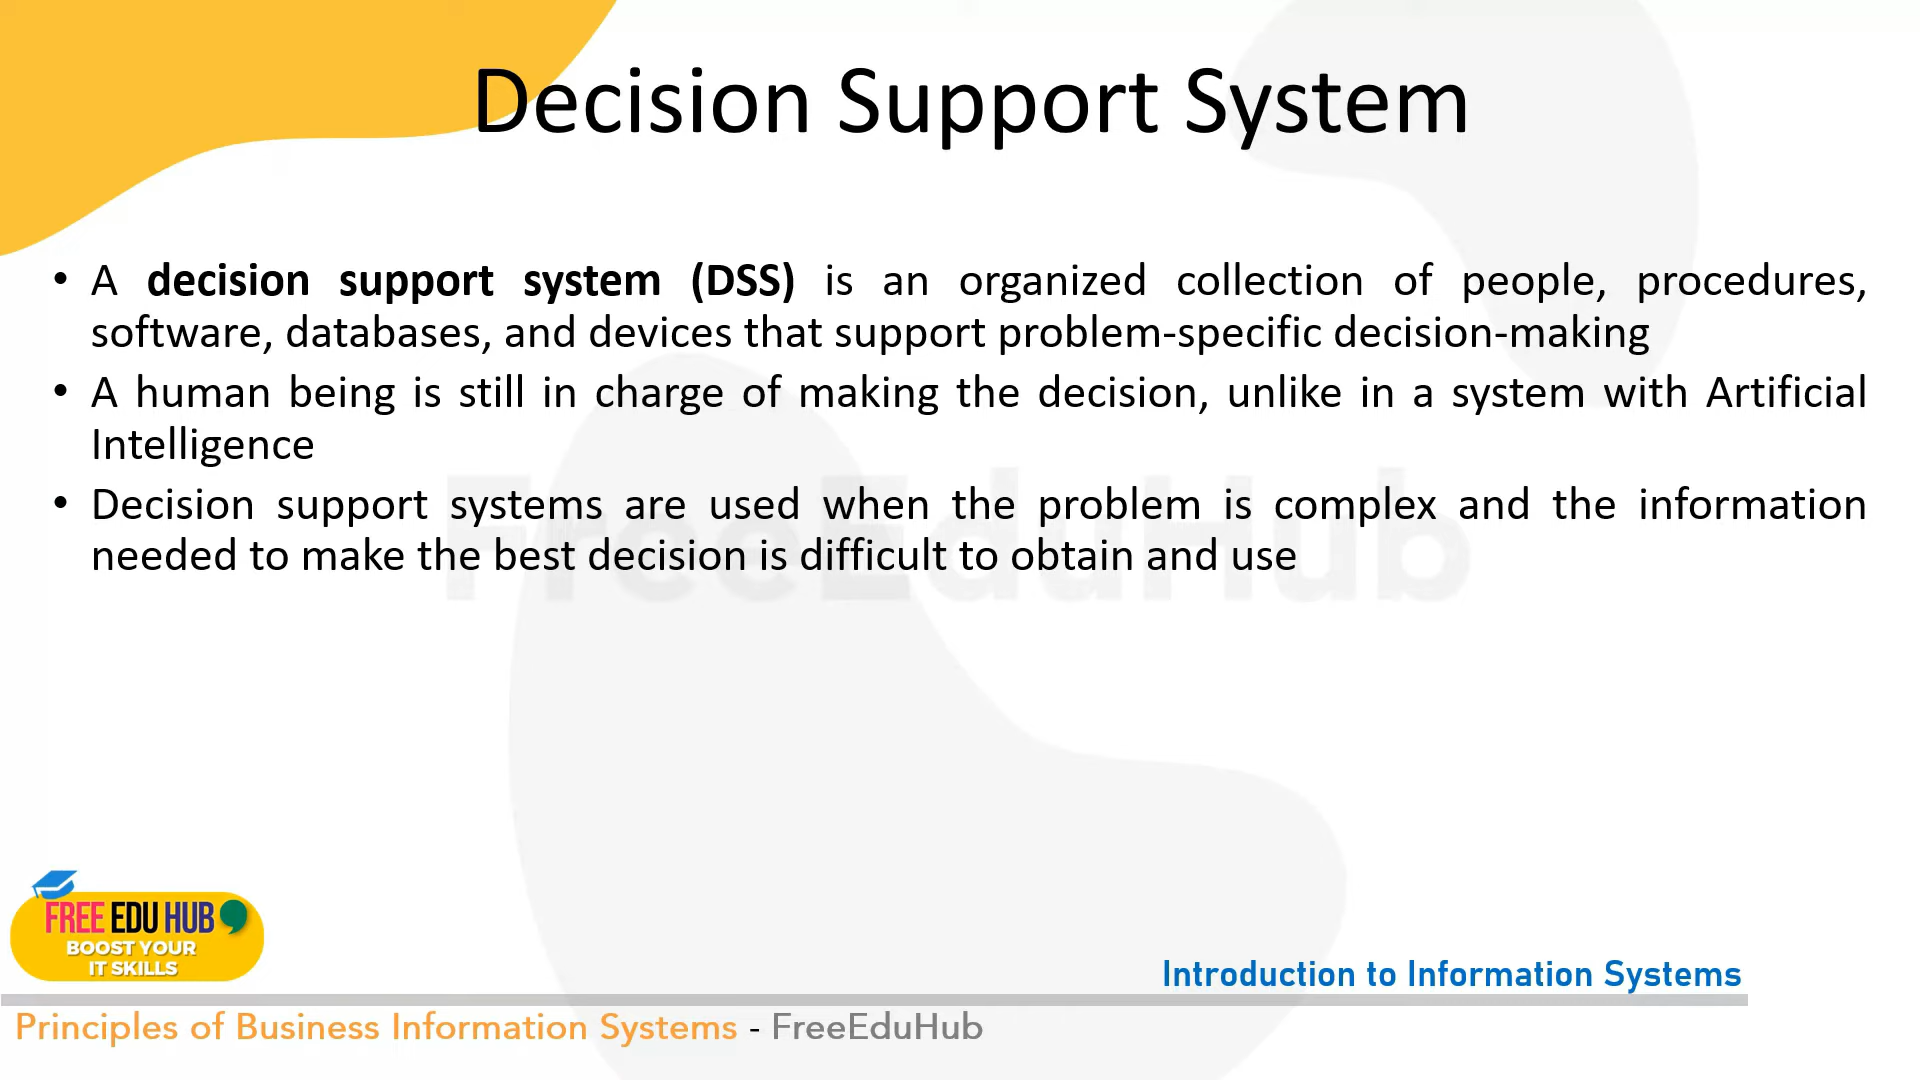 Decision Support System
• A decision support system (DSS) is an organized collection of people, procedures,
software, databases, and devices that support problem-specific decision-making
• A human being is still in charge of making the decision, unlike in a system with Artificial
Intelligence
• Decision support systems are used when the problem is complex and the information
needed to make the best decision is difficult to obtain and use
FreeEduHub
FREE EDU HUB
BOOST YOUR
IT SKILLS
Introduction to Information Systems
Principles of Business Information Systems - FreeEduHub